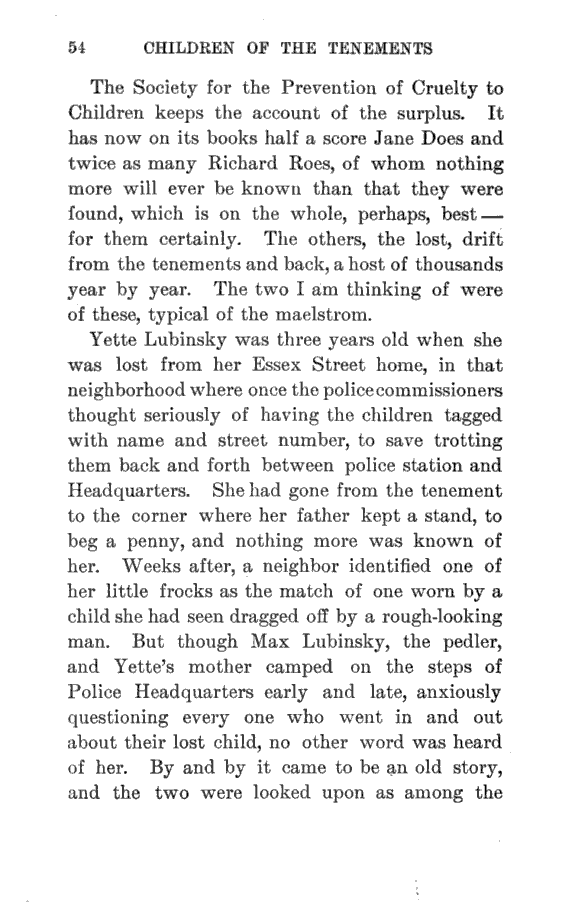 54 CHILDREN OF THE TENEMENTS
The Society for the Prevention of Cruelty to
Children keeps the account of the surplus. It
has now on its books half a score Jane Does and
twice as many Richard Roes, of whom nothing
more will ever be known than that they were
found, which is on the whole, perhaps, best —
for them certainly. The others, the lost, drift
from the tenements and back, a host of thousands
year by year. The two I am thinking of were
of these, typical of the maelstrom.
Yette Lubinsky was three years old when she
was lost from her Essex Street home, in that
neighborhood where once the police commissioners
thought seriously of having the children tagged
with name and street number, to save trotting
them back and forth between police station and
Headquarters. She had gone from the tenement
to the corner where her father kept a stand, to
beg a penny, and nothing more was known of
her. Weeks after, a neighbor identified one of
her little frocks as the match of one worn by a
child she had seen dragged off by a rough-looking
man. But though Max Lubinsky, the pedler,
and Yette's mother camped on the steps of
Police Headquarters early and late, anxiously
questioning every one who went in and out
about their lost child, no other word was heard
of her. By and by it came to be an old story,
and the two were looked upon as among the